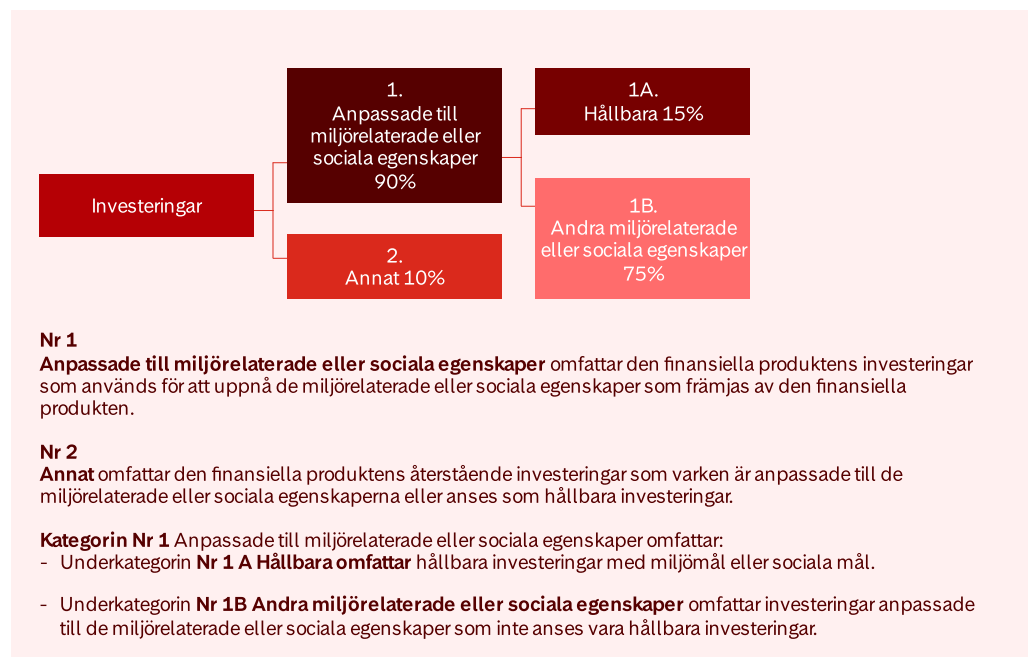 1.
Anpassade till
miljörelaterade eller
sociala egenskaper
90%
1A.
Hållbara 15%
Investeringar
1B.
Andra miljörelaterade
eller sociala egenskaper
75%
2.
Annat 10%
Nr 1
Anpassade till miljörelaterade eller sociala egenskaper omfattar den finansiella produktens investeringar
som används för att uppnå de miljörelaterade eller sociala egenskaper som främjas av den finansiella
produkten.
Nr 2
Annat omfattar den finansiella produktens återstående investeringar som varken är anpassade till de
miljörelaterade eller sociala egenskaperna eller anses som hållbara investeringar.
Kategorin Nr 1 Anpassade till miljörelaterade eller sociala egenskaper omfattar:
- Underkategorin Nr 1 A Hållbara omfattar hållbara investeringar med miljömål eller sociala mål.
- Underkategorin Nr 1B Andra miljörelaterade eller sociala egenskaper omfattar investeringar anpassade
till de miljörelaterade eller sociala egenskaper som inte anses vara hållbara investeringar.